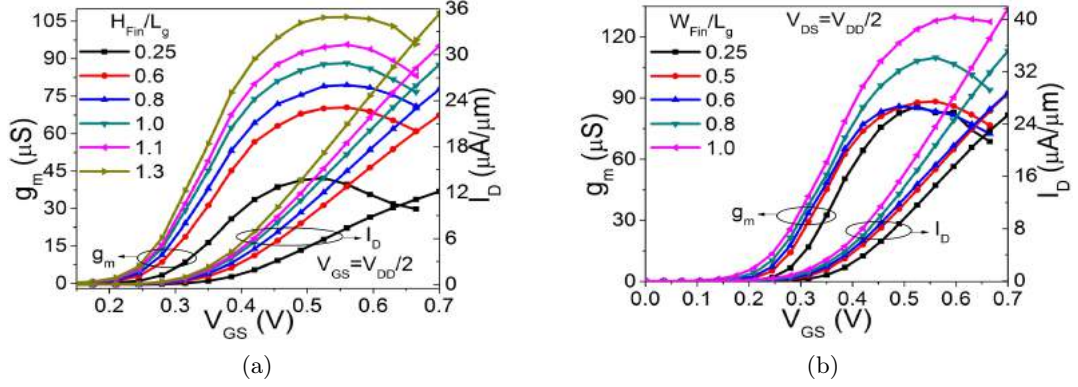 H_Fin/L_g
0.25
0.6
0.8
1.0
1.1
1.3
105
90
75
60
45
30
15
0
g_m (μS)
36
30
24
18
12
6
0
I_D (μA/μm)
g_m
I_D
V_GS=V_DD/2
0.2 0.3 0.4 0.5 0.6 0.7
V_GS (V)
(a)
W_Fin/L_g
0.25
0.5
0.6
0.8
1.0
V_DS=V_DD/2
120
90
60
30
0
g_m (μS)
40
32
24
16
8
0
I_D (μA/μm)
g_m
I_D
0.0 0.1 0.2 0.3 0.4 0.5 0.6 0.7
V_GS (V)
(b)